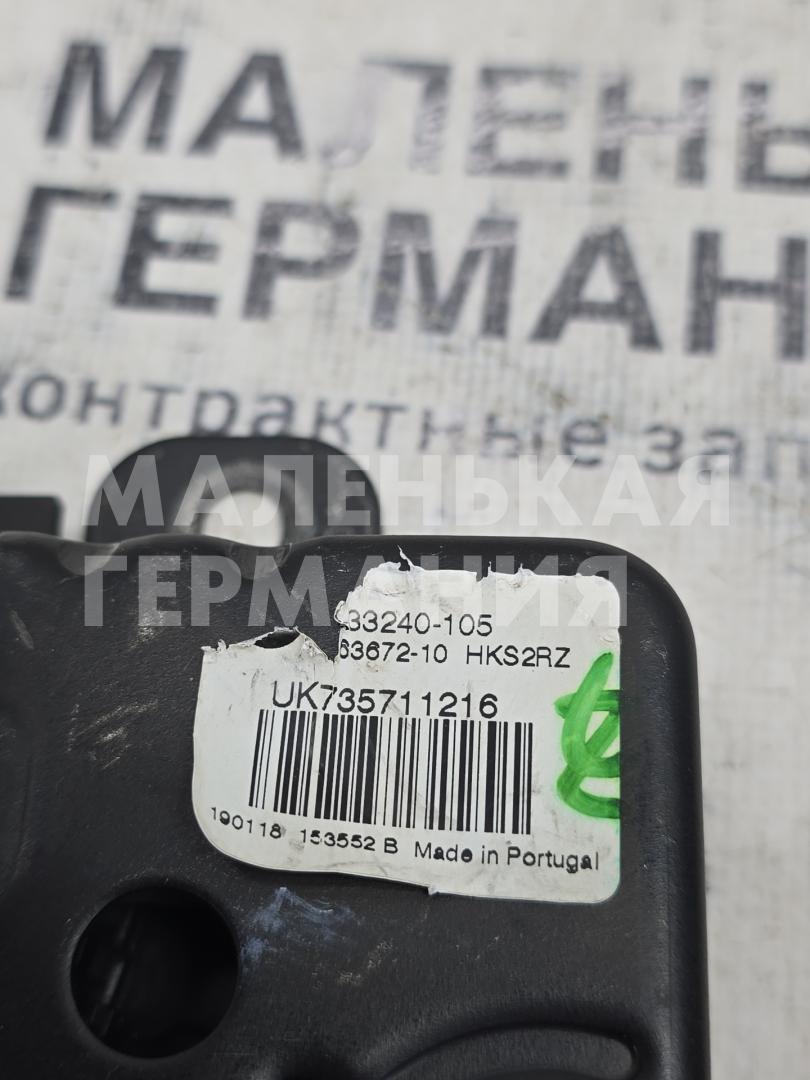 МАЛЕНЬ
ГЕРМАН
контрактные зап
МАЛЕНЬКАЯ
ГЕРМАНИЯ
33240-105
63672-10 HKS2RZ
UK735711216
190118 153552 B Made in Portugal